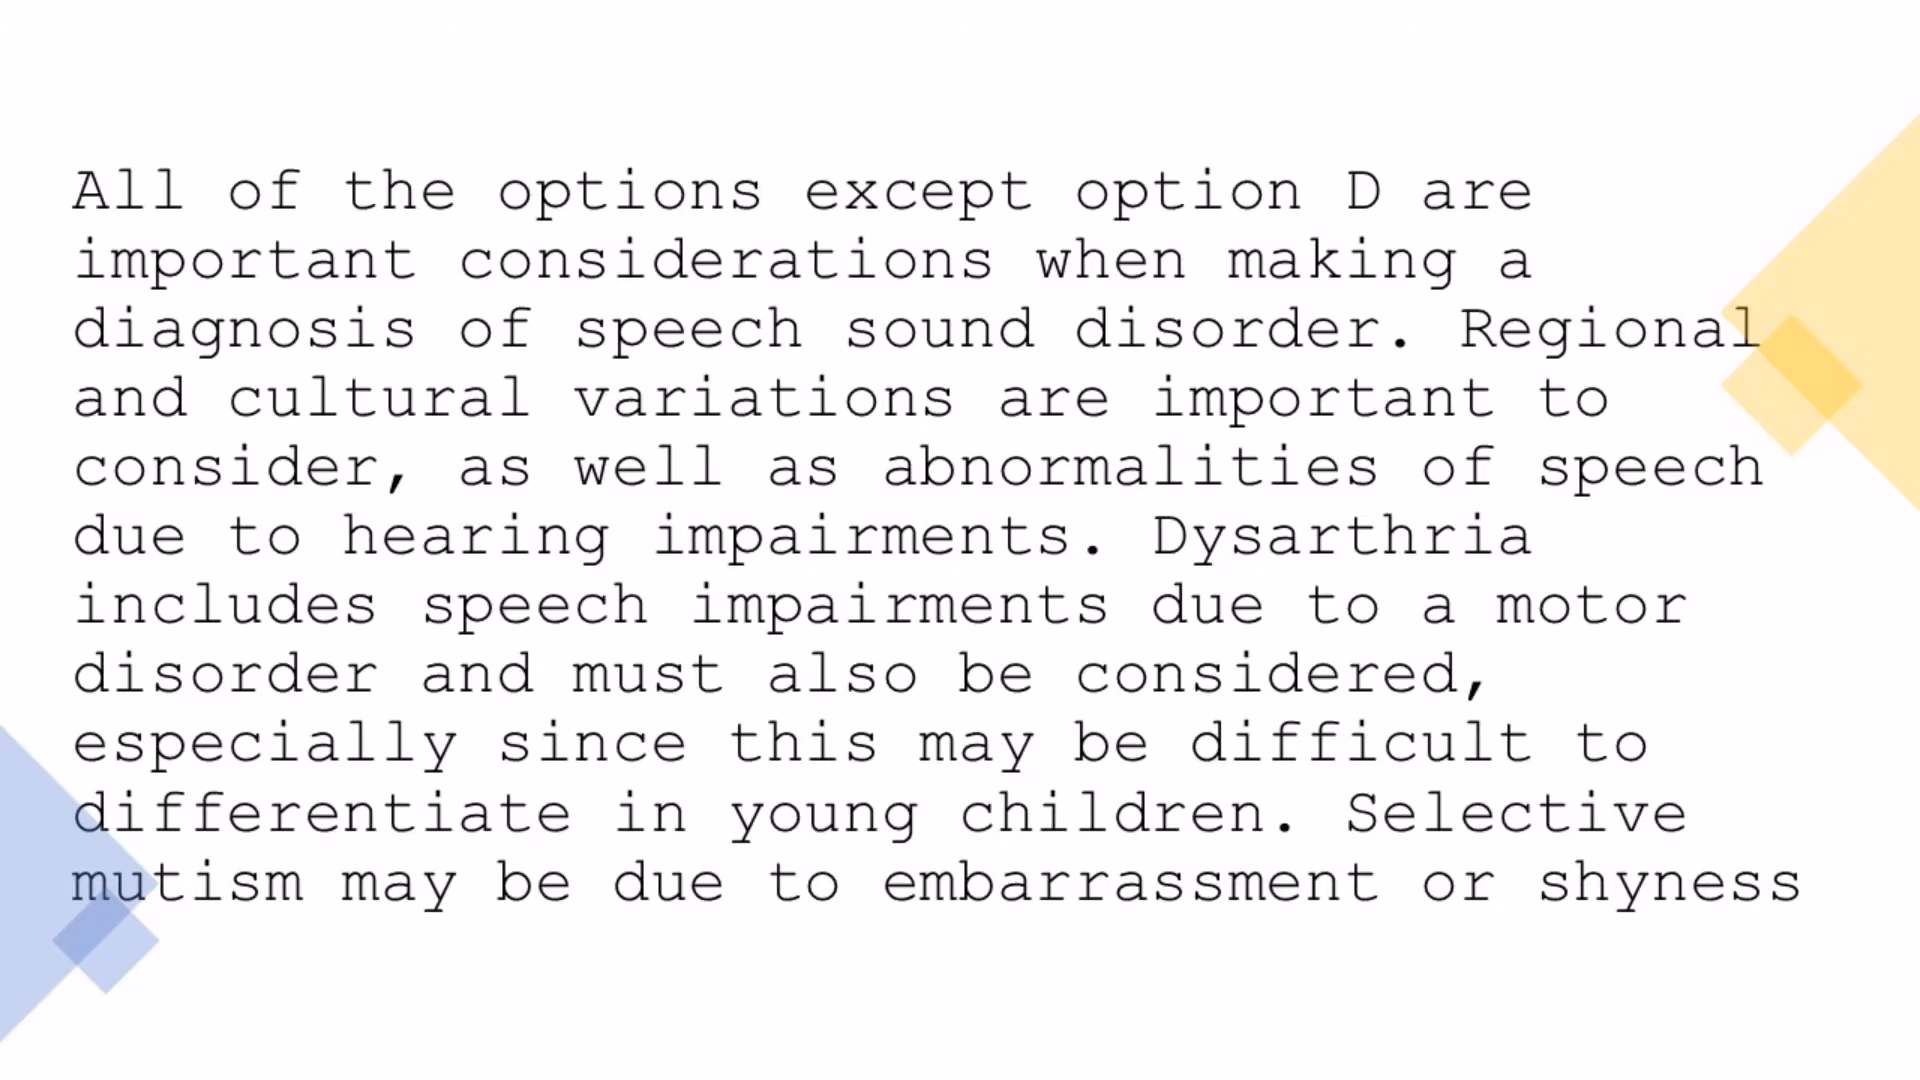 All of the options except option D are
important considerations when making a
diagnosis of speech sound disorder. Regional
and cultural variations are important to
consider, as well as abnormalities of speech
due to hearing impairments. Dysarthria
includes speech impairments due to a motor
disorder and must also be considered,
especially since this may be difficult to
differentiate in young children. Selective
mutism may be due to embarrassment or shyness